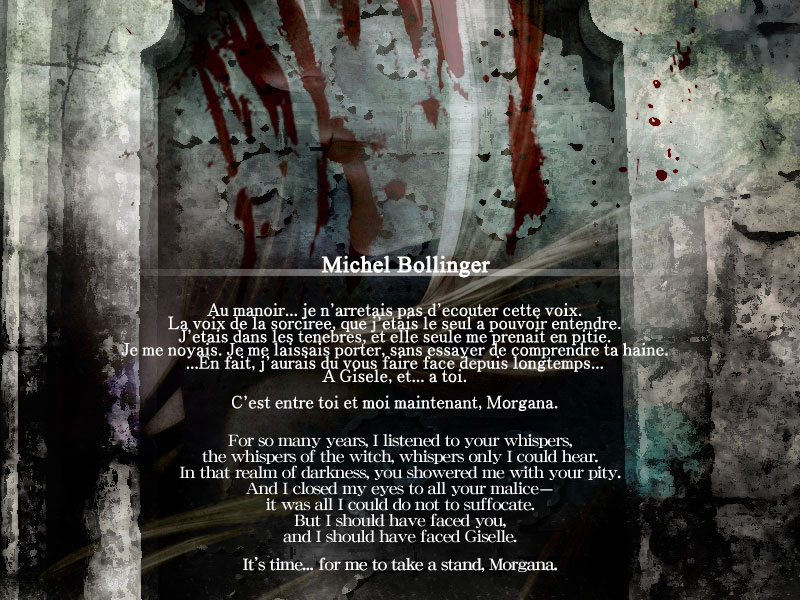 Michel Bollinger
Au manoir... je n'arretais pas d'ecouter cette voix.
La voix de la sorciree, que j'etais le seul a pouvoir entendre.
J'etais dans les tenebres, et elle seule me prenait en pitie.
Je me noyais. Je me laissais porter, sans essayer de comprendre ta haine.
...En fait, j'aurais du vous faire face depuis longtemps...
A Gisele, et... a toi.
C'est entre toi et moi maintenant, Morgana.
For so many years, I listened to your whispers,
the whispers of the witch, whispers only I could hear.
In that realm of darkness, you showered me with your pity.
And I closed my eyes to all your malice—
it was all I could do not to suffocate.
But I should have faced you,
and I should have faced Giselle.
It's time... for me to take a stand, Morgana.